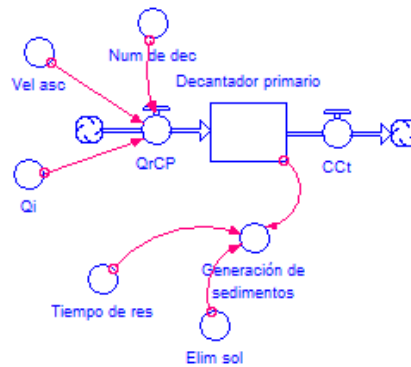 Num de dec
Vel asc
Decantador primario
QrCP
CCt
Qi
Generación de
sedimentos
Tiempo de res
Elim sol